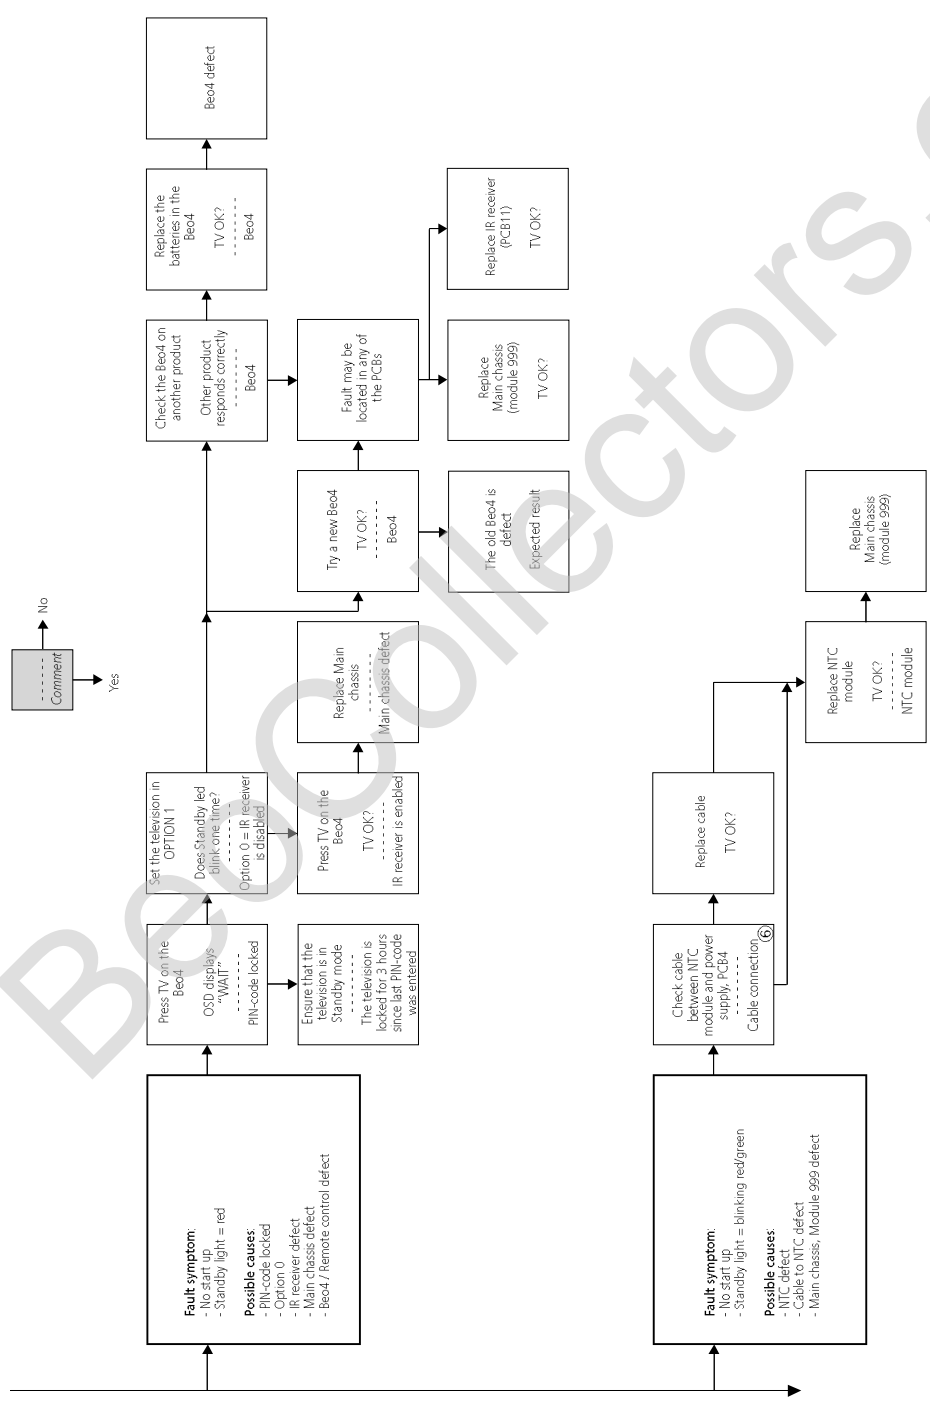 No
Comment
Yes
Fault symptom:
- No start up
- Standby light = red
Possible causes:
- PIN-code locked
- Option 0
- IR receiver defect
- Main chassis defect
- Beo4 / Remote control defect
Press TV on the
Beo4
OSD displays
“WAIT”
PIN-code locked
Ensure that the
television is in
Standby mode
The television is
locked for 3 hours
since last PIN-code
was entered
Set the television in
OPTION 1
Does Standby led
blink one time?
Option 0 = IR receiver
is disabled
Press TV on the
Beo4
TV OK?
IR receiver is enabled
Replace Main
chassis
Main chassis defect
Try a new Beo4
TV OK?
Beo4
The old Beo4 is
defect
Expected result
Check the Beo4 on
another product
Other product
responds correctly
Beo4
Fault may be
located in any of
the PCBs
Replace
Main chassis
(module 999)
TV OK?
Replace IR receiver
(PCB11)
TV OK?
Replace the
batteries in the
Beo4
TV OK?
Beo4
Beo4 defect
Fault symptom:
- No start up
- Standby light = blinking red/green
Possible causes:
- NTC defect
- Cable to NTC defect
- Main chassis, Module 999 defect
Check cable
between NTC
module and power
supply, PCB4
Cable connection
6
Replace cable
TV OK?
Replace NTC
module
TV OK?
NTC module
Replace
Main chassis
(module 999)
BeoCollectors.